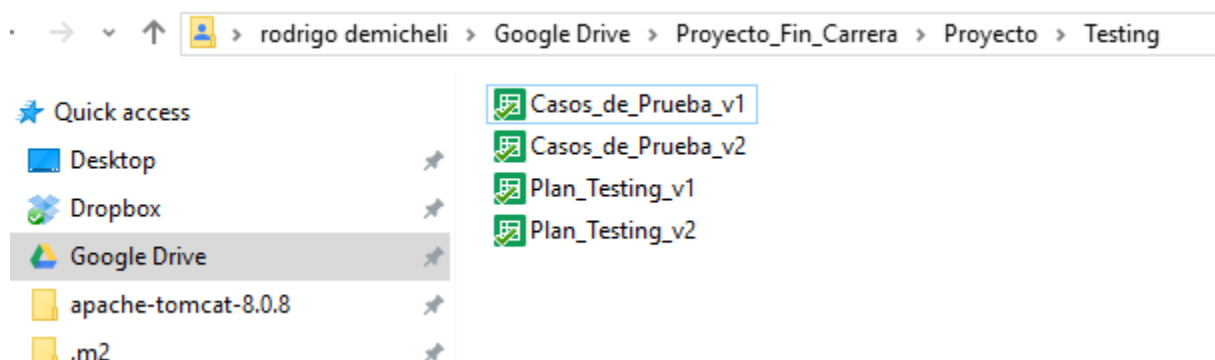 rodrigo demicheli > Google Drive > Proyecto_Fin_Carrera > Proyecto > Testing
Quick access
Desktop
Dropbox
Google Drive
apache-tomcat-8.0.8
.m2
Casos_de_Prueba_v1
Casos_de_Prueba_v2
Plan_Testing_v1
Plan_Testing_v2